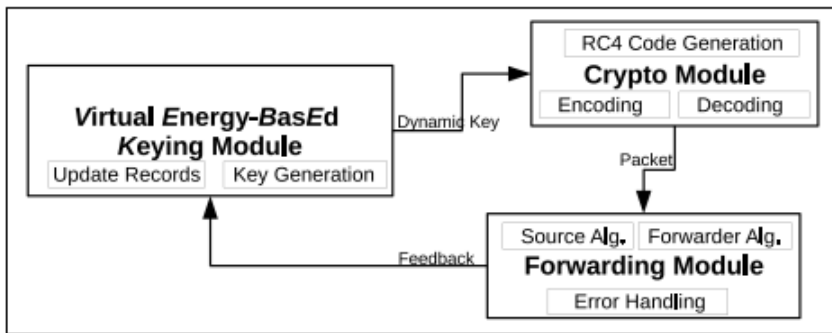 Virtual Energy-BasEd
Keying Module
Update Records
Key Generation
Dynamic Key
RC4 Code Generation
Crypto Module
Encoding
Decoding
Packet
Source Alg.
Forwarder Alg.
Forwarding Module
Error Handling
Feedback